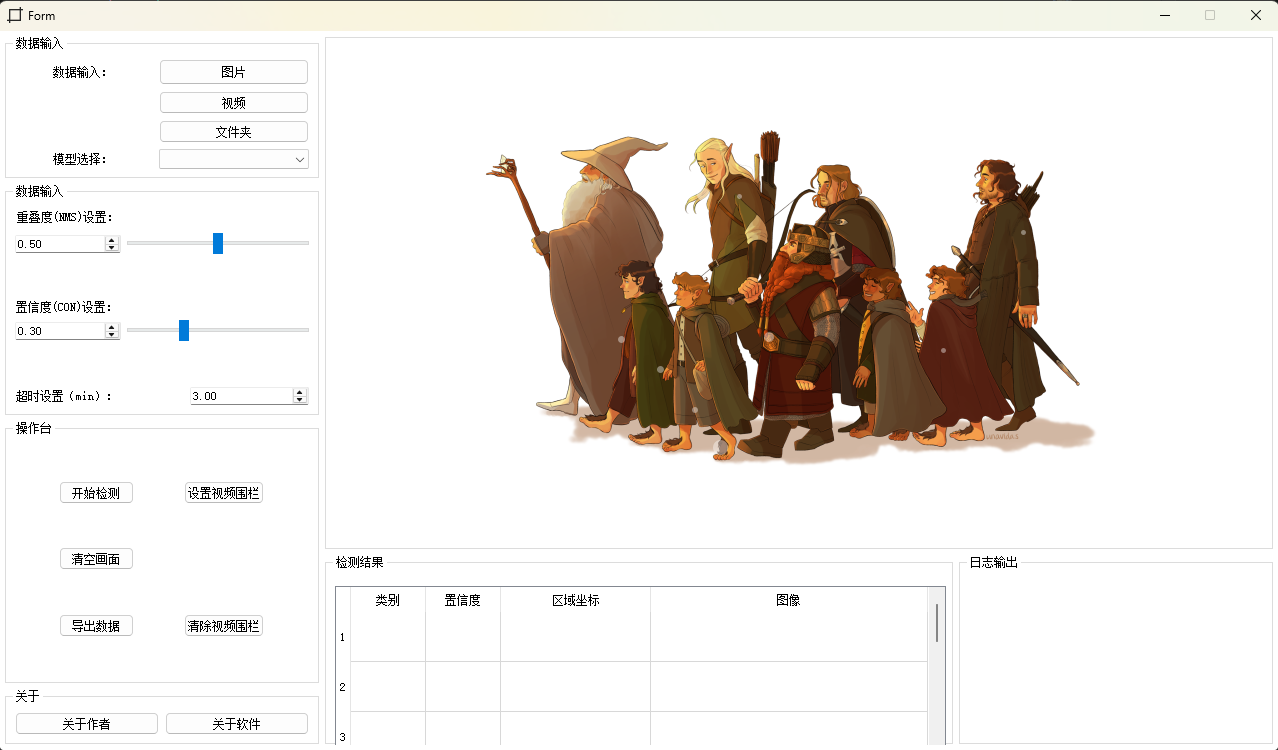 Form
数据输入
数据输入：
图片
视频
文件夹
模型选择：
数据输入
重叠度(NMS)设置：
0.50
置信度(CON)设置：
0.30
超时设置（min）：
3.00
操作台
开始检测
设置视频围栏
清空画面
导出数据
清除视频围栏
关于
关于作者
关于软件
检测结果
类别
置信度
区域坐标
图像
1
2
3
日志输出